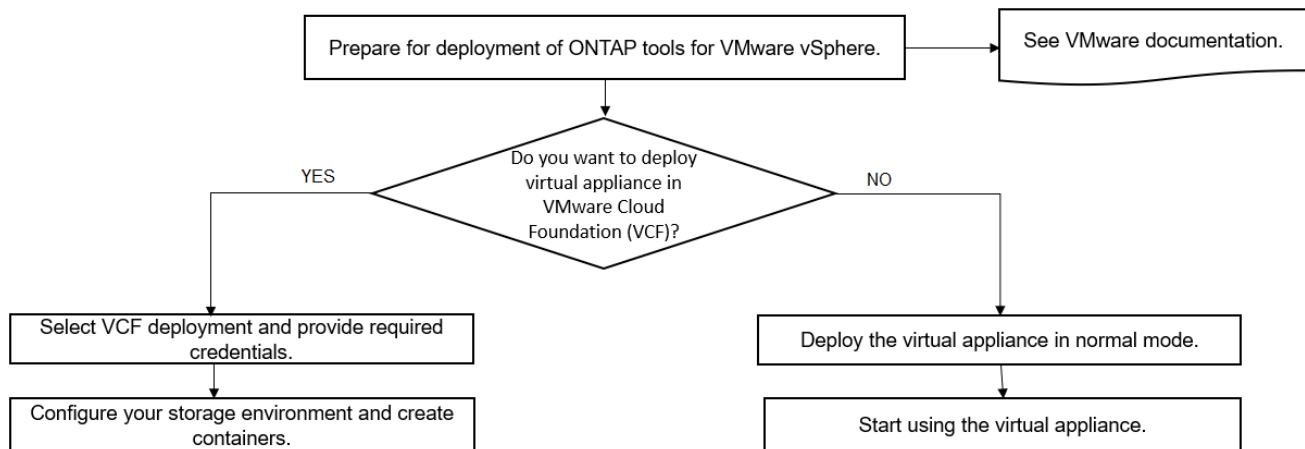 Prepare for deployment of ONTAP tools for VMware vSphere.
See VMware documentation.
Do you want to deploy
virtual appliance in
VMware Cloud
Foundation (VCF)?
YES
NO
Select VCF deployment and provide required
credentials.
Deploy the virtual appliance in normal mode.
Configure your storage environment and create
containers.
Start using the virtual appliance.